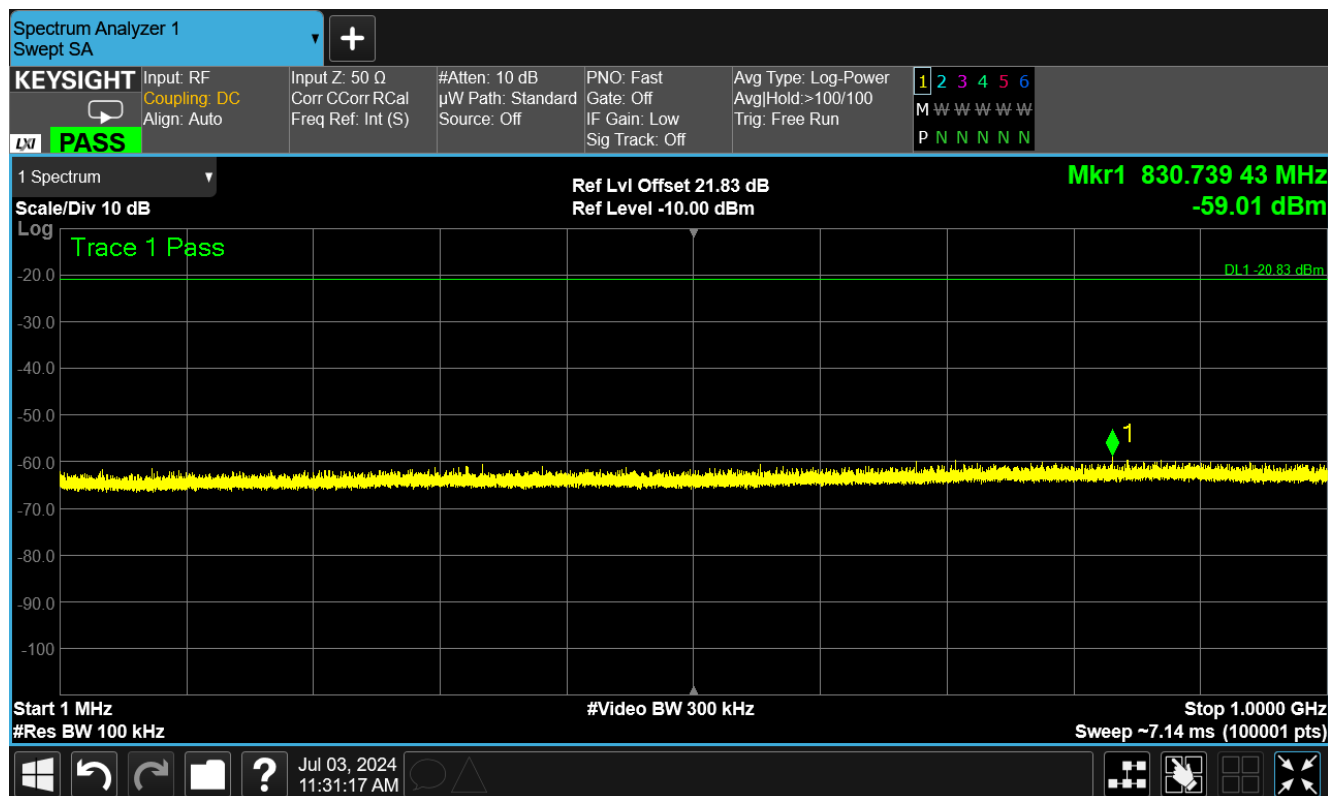 Spectrum Analyzer 1
Swept SA
KEYSIGHT
LXI PASS
Input: RF
Coupling: DC
Align: Auto
Input Z: 50 Ω
Corr CCorr RCal
Freq Ref: Int (S)
#Atten: 10 dB
µW Path: Standard
Source: Off
PNO: Fast
Gate: Off
IF Gain: Low
Sig Track: Off
Avg Type: Log-Power
Avg|Hold:>100/100
Trig: Free Run
1 2 3 4 5 6
M W W W W W
P N N N N N
1 Spectrum
Scale/Div 10 dB
Log
Ref Lvl Offset 21.83 dB
Ref Level -10.00 dBm
Mkr1 830.739 43 MHz
-59.01 dBm
Trace 1 Pass
DL1 -20.83 dBm
-20.0
-30.0
-40.0
-50.0
1
-60.0
-70.0
-80.0
-90.0
-100
Start 1 MHz
#Video BW 300 kHz
Stop 1.0000 GHz
#Res BW 100 kHz
Sweep ~7.14 ms (100001 pts)
?
Jul 03, 2024
11:31:17 AM